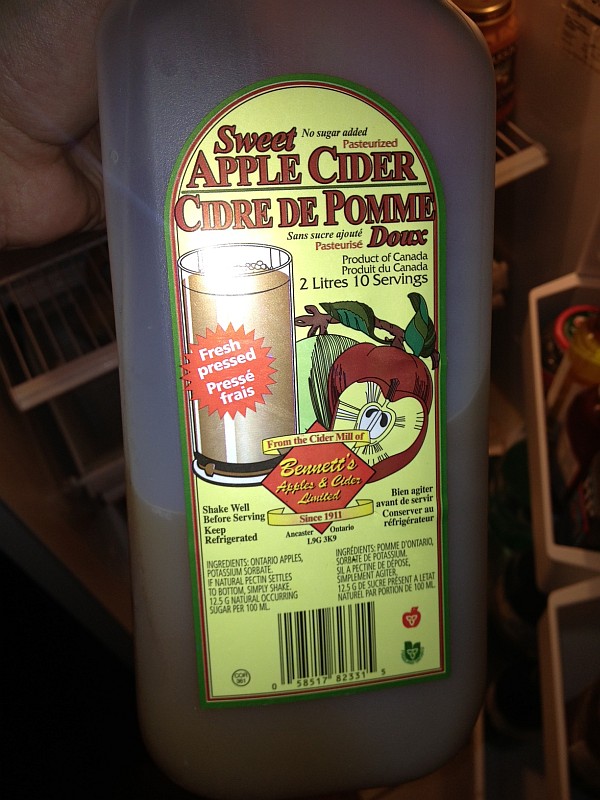 Sweet No sugar added
Pasteurized
APPLE CIDER
CIDRE DE POMME
Sans sucre ajouté Doux
Pasteurisé
Product of Canada
Produit du Canada
2 Litres 10 Servings
Fresh
pressed
Pressé
frais
From the Cider Mill of
Bennett's
Apples & Cider
Limited
Since 1911
Ancaster Ontario
L9G 3K9
Shake Well
Before Serving
Keep
Refrigerated
Bien agiter
avant de servir
Conserver au
réfrigérateur
INGREDIENTS: ONTARIO APPLES,
POTASSIUM SORBATE.
IF NATURAL PECTIN SETTLES
TO BOTTOM, SIMPLY SHAKE.
12.5 G NATURAL OCCURRING
SUGAR PER 100 ML.
INGRÉDIENTS: POMME D'ONTARIO,
SORBATE DE POTASSIUM.
SIL A PECTINE DE DÉPOSE,
SIMPLEMENT AGITER.
12.5 G DE SUCRE PRÉSENT A LETAT
NATUREL PAR PORTION DE 100 ML.
COR
361
0 58517 82331 5